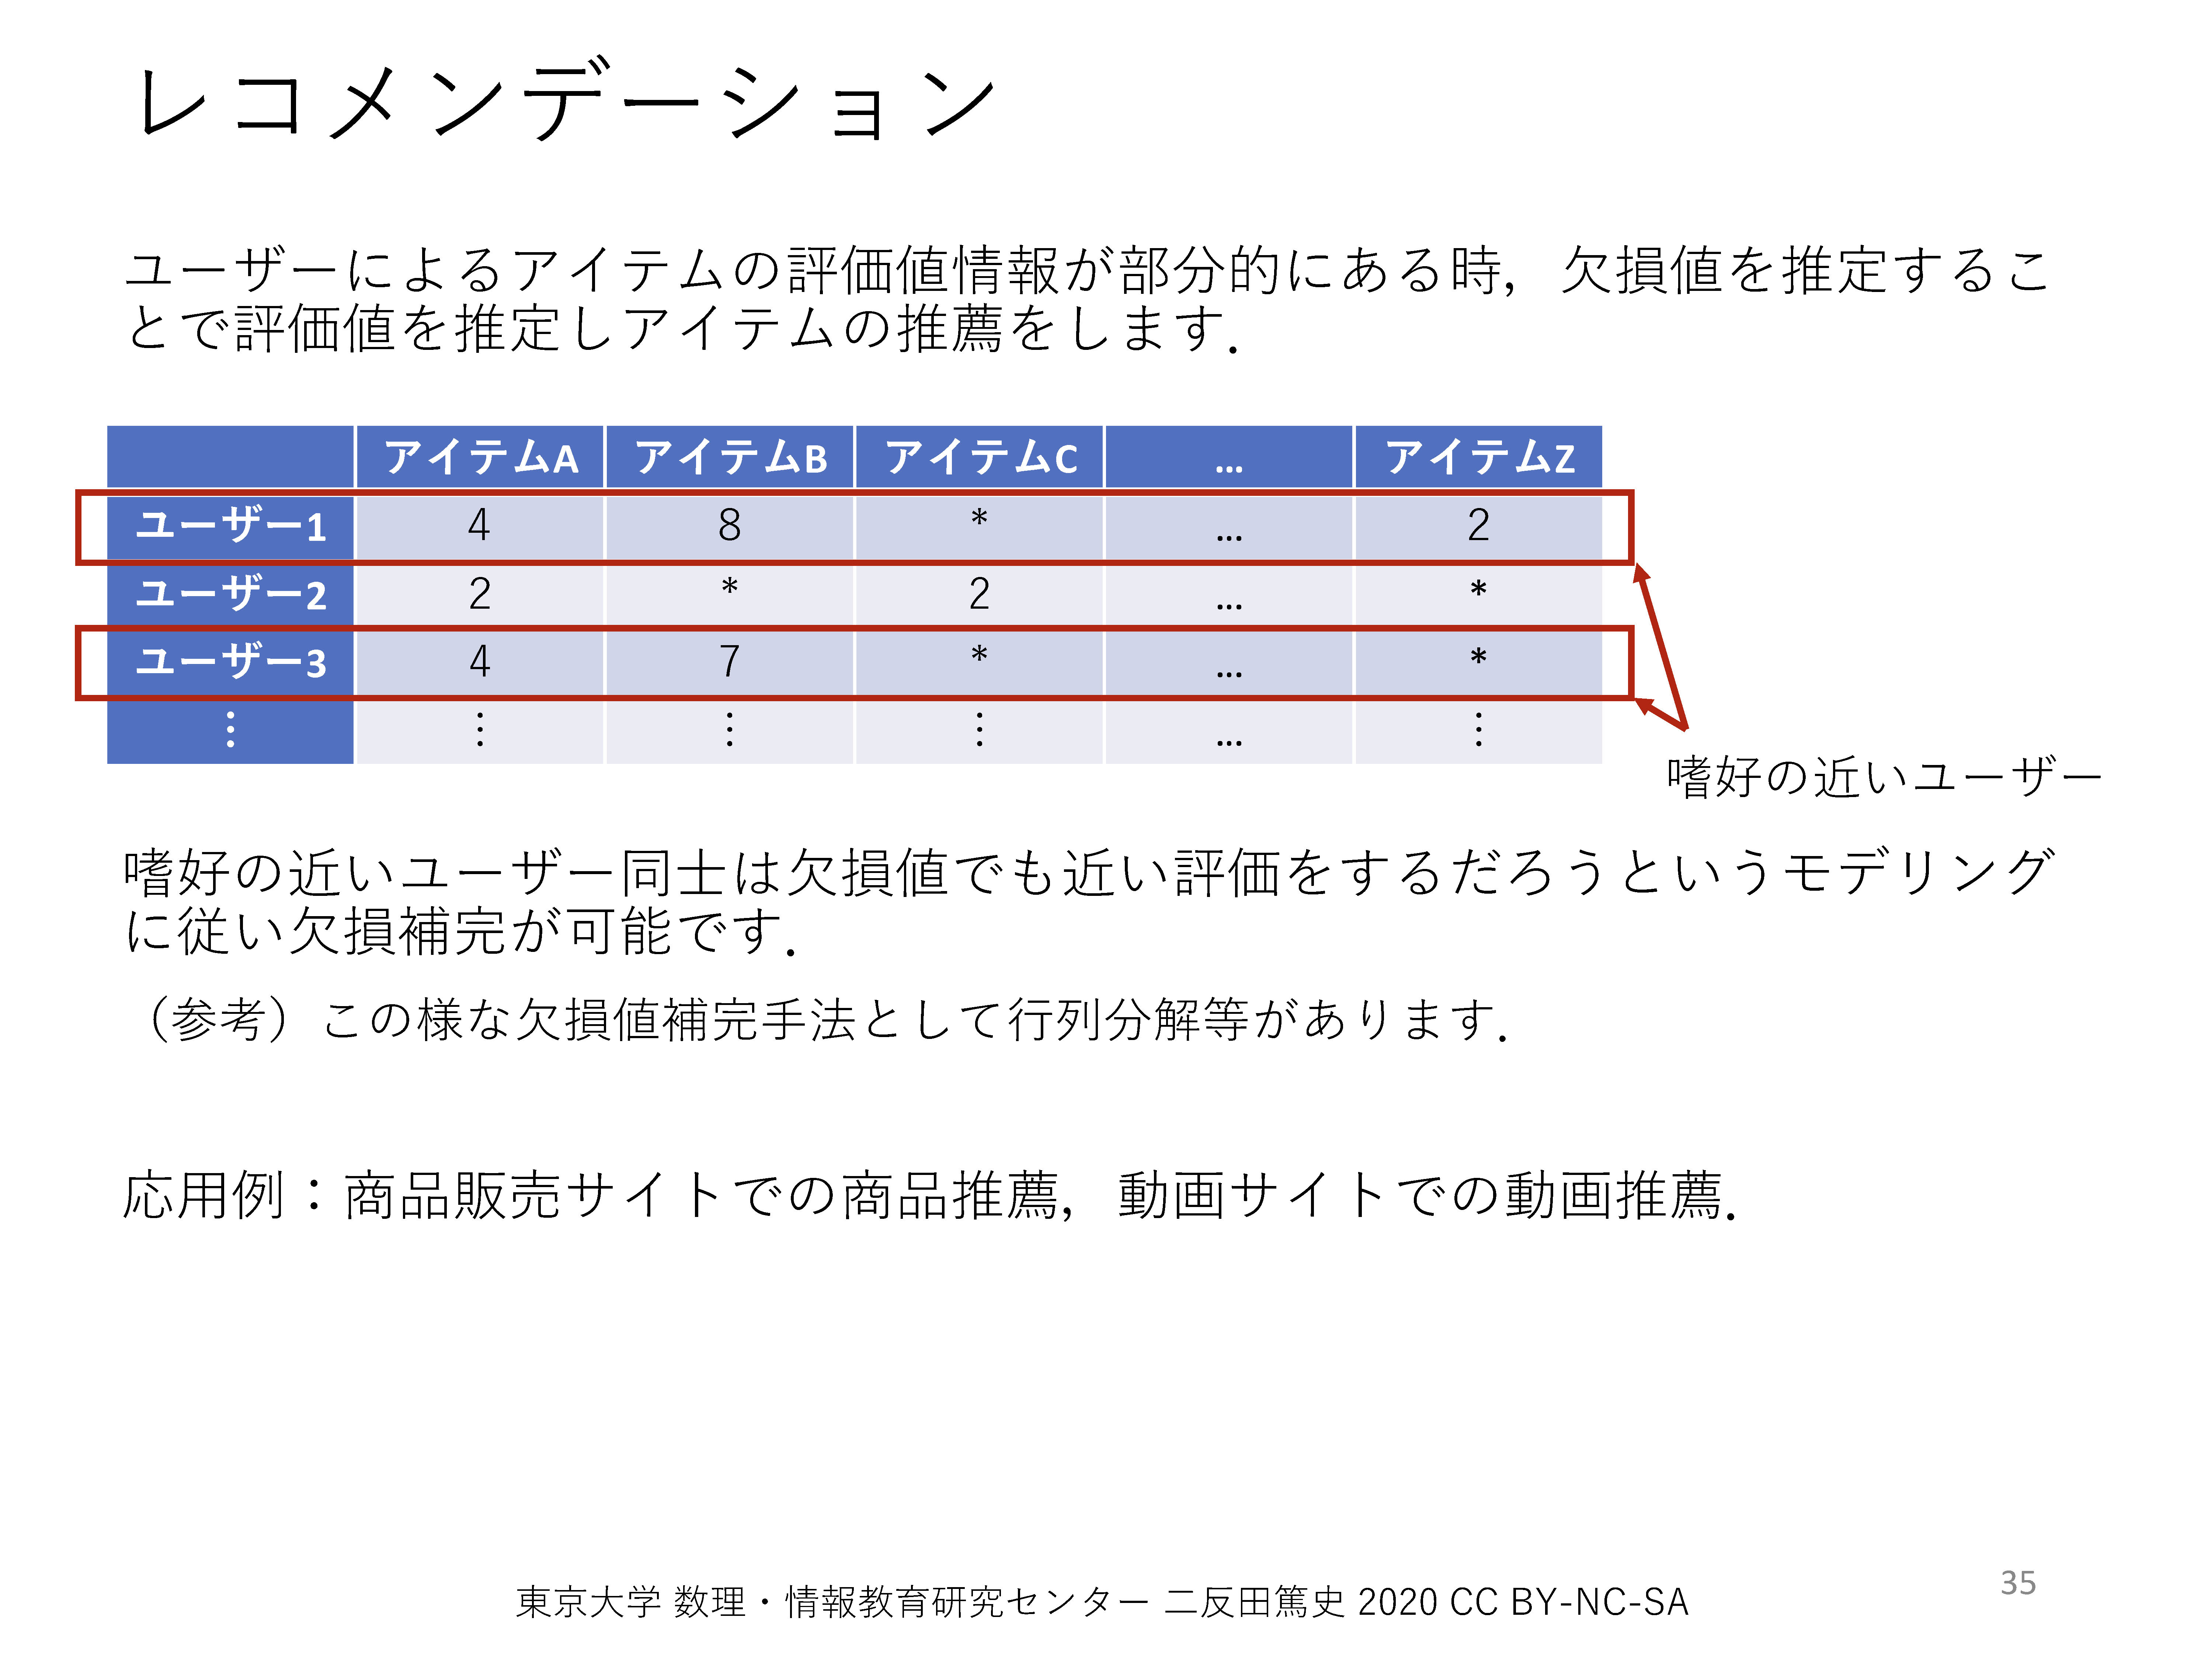 レコメンデーション
ユーザーによるアイテムの評価値情報が部分的にある時，欠損値を推定するこ
とで評価値を推定しアイテムの推薦をします．
アイテムA アイテムB アイテムC … アイテムZ
ユーザー1 4 8 * … 2
ユーザー2 2 * 2 … *
ユーザー3 4 7 * … *
⋮ ⋮ ⋮ ⋮ … ⋮
嗜好の近いユーザー
嗜好の近いユーザー同士は欠損値でも近い評価をするだろうというモデリング
に従い欠損補完が可能です．
（参考）この様な欠損値補完手法として行列分解等があります．
応用例：商品販売サイトでの商品推薦，動画サイトでの動画推薦．
東京大学 数理・情報教育研究センター 二反田篤史 2020 CC BY-NC-SA
35